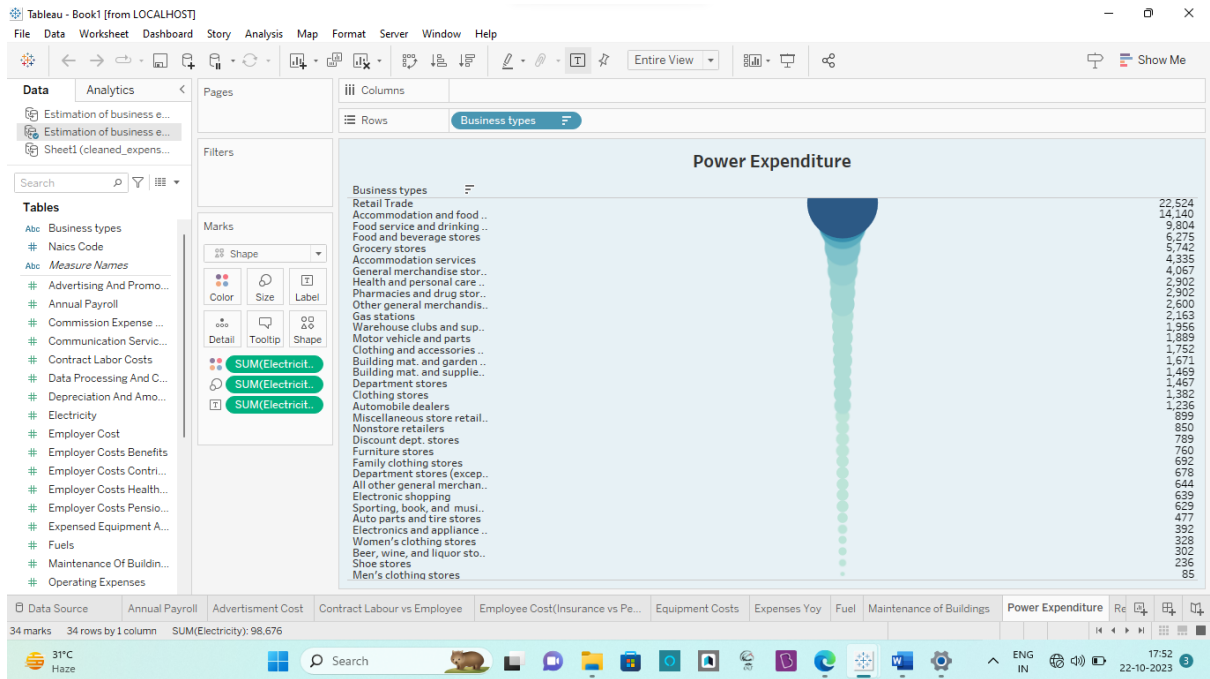 Tableau - Book1 [from LOCALHOST]
File Data Worksheet Dashboard Story Analysis Map Format Server Window Help
Entire View
Show Me
Data Analytics
Estimation of business e...
Estimation of business e...
Sheet1 (cleaned_expens...
Search
Tables
Abc Business types
# Naics Code
Abc Measure Names
# Advertising And Promo...
# Annual Payroll
# Commission Expense ...
# Communication Servic...
# Contract Labor Costs
# Data Processing And C...
# Depreciation And Amo...
# Electricity
# Employer Cost
# Employer Costs Benefits
# Employer Costs Contri...
# Employer Costs Health...
# Employer Costs Pensio...
# Expensed Equipment A...
# Fuels
# Maintenance Of Buildin...
# Operating Expenses
Pages
Filters
Marks
Shape
Color Size Label
Detail Tooltip Shape
SUM(Electricit..
SUM(Electricit..
SUM(Electricit..
Columns
Rows Business types
Power Expenditure
Business types
Retail Trade 22,524
Accommodation and food .. 14,140
Food service and drinking .. 9,804
Food and beverage stores 6,275
Grocery stores 5,742
Accommodation services 4,335
General merchandise stor.. 4,067
Health and personal care .. 2,902
Pharmacies and drug stor.. 2,902
Other general merchandis.. 2,600
Gas stations 2,163
Warehouse clubs and sup.. 1,956
Motor vehicle and parts 1,889
Clothing and accessories .. 1,752
Building mat. and garden .. 1,671
Building mat. and supplie.. 1,469
Department stores 1,467
Clothing stores 1,382
Automobile dealers 1,236
Miscellaneous store retail.. 899
Nonstore retailers 850
Discount dept. stores 789
Furniture stores 760
Family clothing stores 692
Department stores (excep.. 678
All other general merchan.. 644
Electronic shopping 639
Sporting, book, and musi.. 629
Auto parts and tire stores 477
Electronics and appliance .. 392
Women's clothing stores 328
Beer, wine, and liquor sto.. 302
Shoe stores 236
Men's clothing stores 85
Data Source Annual Payroll Advertisment Cost Contract Labour vs Employee Employee Cost(Insurance vs Pe... Equipment Costs Expenses Yoy Fuel Maintenance of Buildings Power Expenditure Re
34 marks 34 rows by 1 column SUM(Electricity): 98,676
31°C
Haze
Search
ENG
IN
17:52
22-10-2023
3